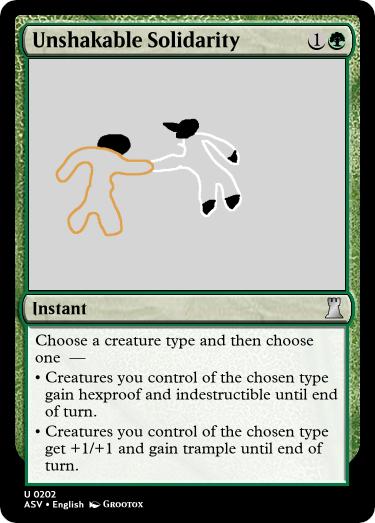 Unshakable Solidarity 1
Instant
Choose a creature type and then choose
one —
• Creatures you control of the chosen type
gain hexproof and indestructible until end
of turn.
• Creatures you control of the chosen type
get +1/+1 and gain trample until end of
turn.
U 0202
ASV • English Grootox